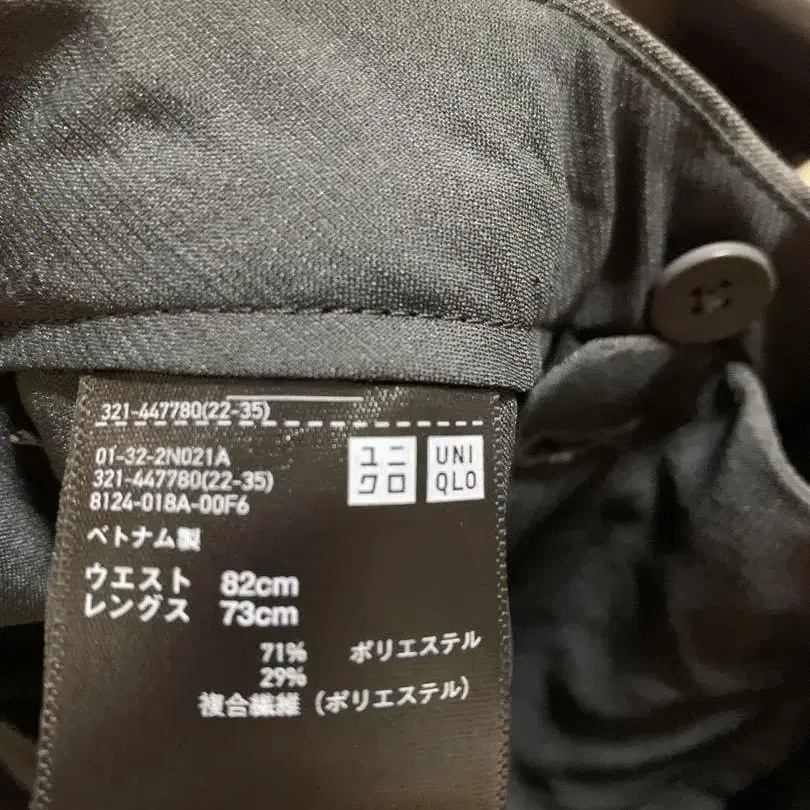 321-447780(22-35)
01-32-2N021A
321-447780(22-35)
8124-018A-00F6
ユニ
クロ
UNI
QLO
ベトナム製
ウエスト 82cm
レングス 73cm
71% ポリエステル
29%
複合繊維（ポリエステル）